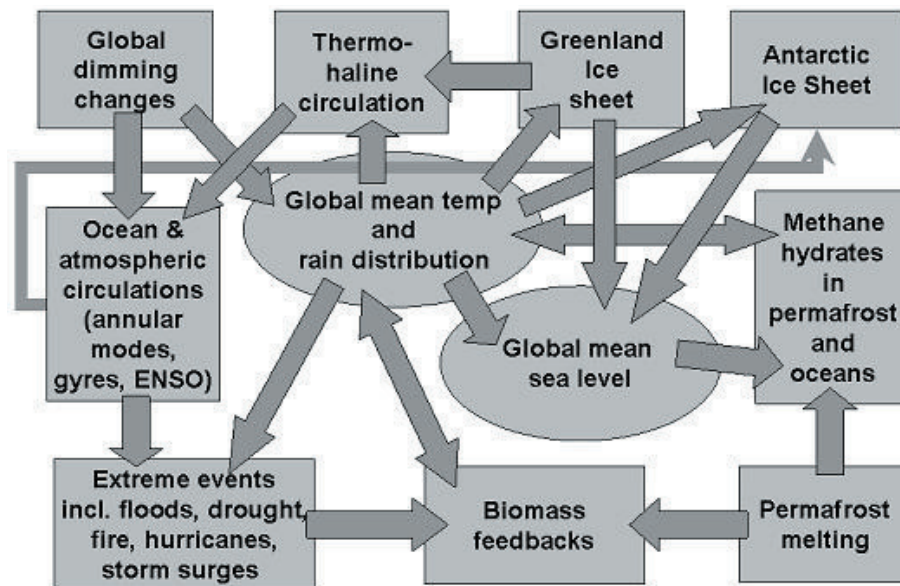 Global
dimming
changes
Thermo-
haline
circulation
Greenland
Ice
sheet
Antarctic
Ice Sheet
Global mean temp
and
rain distribution
Ocean &
atmospheric
circulations
(annular
modes,
gyres, ENSO)
Methane
hydrates
in
permafrost
and
oceans
Global mean
sea level
Extreme events
incl. floods, drought,
fire, hurricanes,
storm surges
Biomass
feedbacks
Permafrost
melting